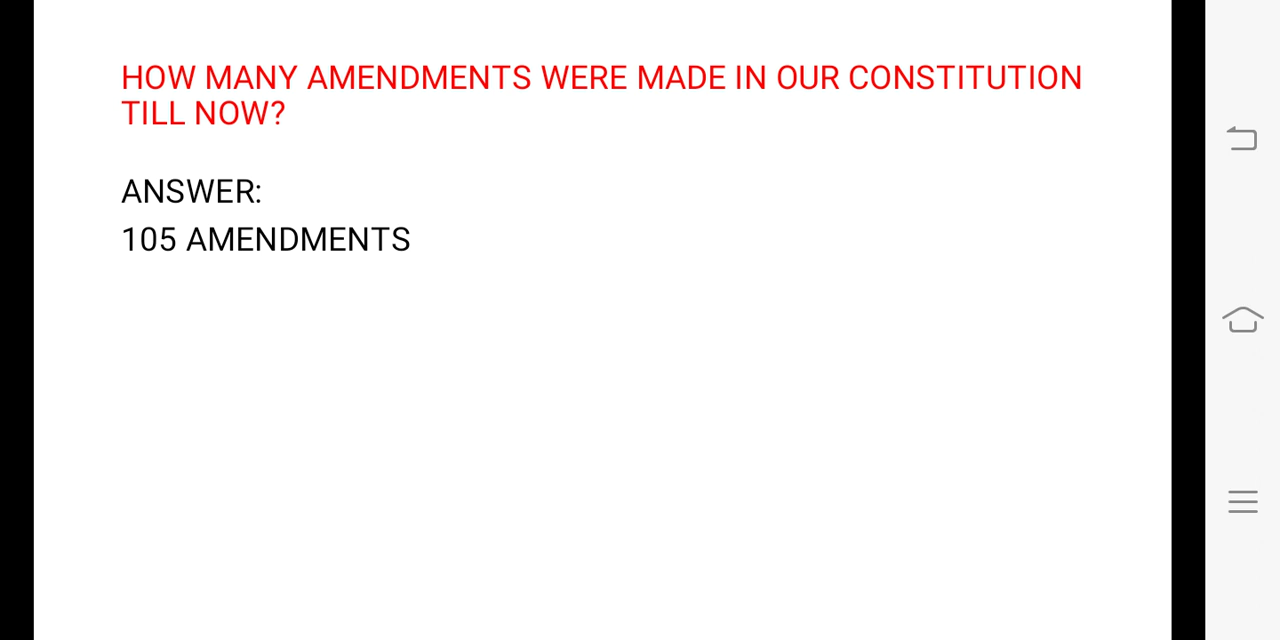 HOW MANY AMENDMENTS WERE MADE IN OUR CONSTITUTION
TILL NOW?
ANSWER:
105 AMENDMENTS